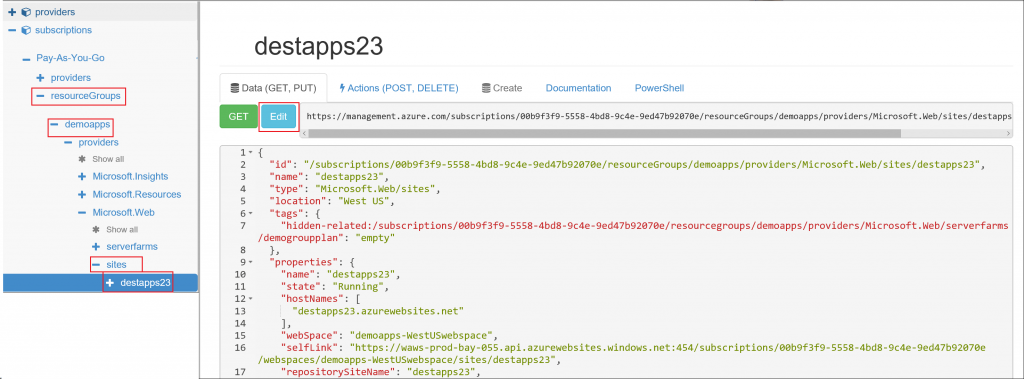 providers
subscriptions
Pay-As-You-Go
providers
resourceGroups
demoapps
providers
Show all
Microsoft.Insights
Microsoft.Resources
Microsoft.Web
Show all
serverfarms
sites
destapps23
destapps23
Data (GET, PUT) Actions (POST, DELETE) Create Documentation PowerShell
GET Edit https://management.azure.com/subscriptions/00b9f3f9-5558-4bd8-9c4e-9ed47b92070e/resourceGroups/demoapps/providers/Microsoft.Web/sites/destapps
1 {
2 "id": "/subscriptions/00b9f3f9-5558-4bd8-9c4e-9ed47b92070e/resourceGroups/demoapps/providers/Microsoft.Web/sites/destapps23",
3 "name": "destapps23",
4 "type": "Microsoft.Web/sites",
5 "location": "West US",
6 "tags": {
7 "hidden-related:/subscriptions/00b9f3f9-5558-4bd8-9c4e-9ed47b92070e/resourcegroups/demoapps/providers/Microsoft.Web/serverfarms
/demogroupplan": "empty"
8 },
9 "properties": {
10 "name": "destapps23",
11 "state": "Running",
12 "hostNames": [
13 "destapps23.azurewebsites.net"
14 ],
15 "webSpace": "demoapps-WestUSwebspace",
16 "selfLink": "https://waws-prod-bay-055.api.azurewebsites.windows.net:454/subscriptions/00b9f3f9-5558-4bd8-9c4e-9ed47b92070e
/webspaces/demoapps-WestUSwebspace/sites/destapps23",
17 "repositorySiteName": "destapps23",